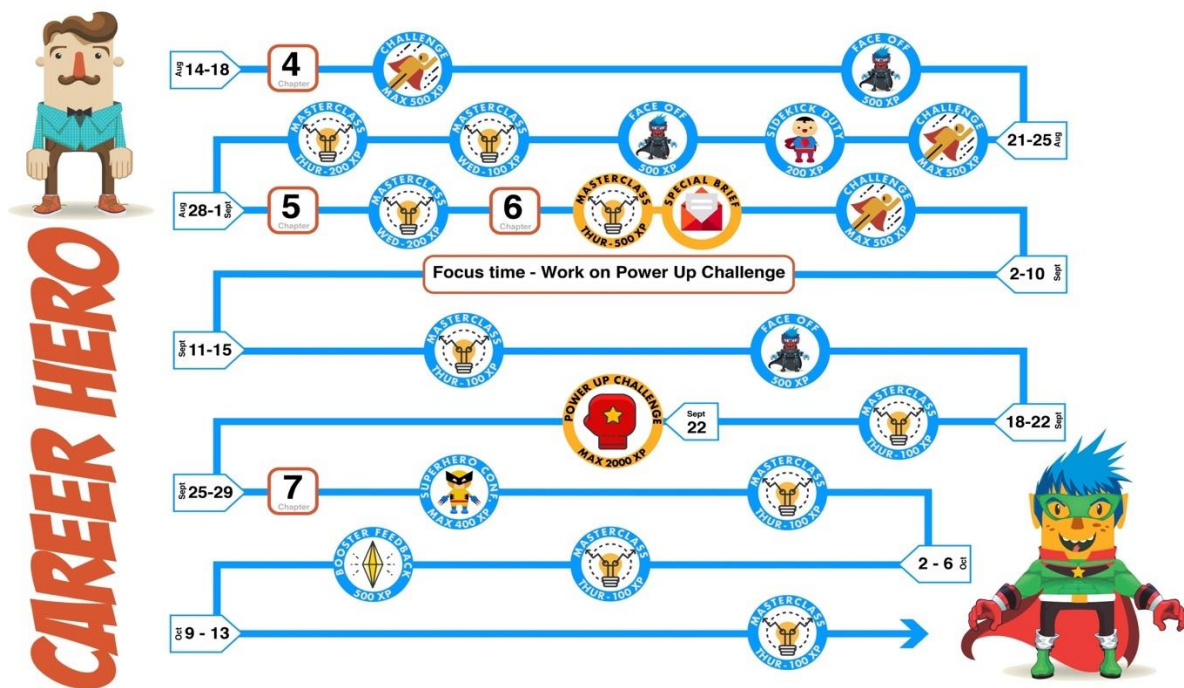 CAREER HERO
Aug 14-18
4
Chapter
CHALLENGE
MAX 500 XP
FACE OFF
500 XP
21-25 Aug
CHALLENGE
MAX 500 XP
SIDEKICK DUTY
200 XP
FACE OFF
500 XP
MASTERCLASS
WED - 100 XP
MASTERCLASS
THUR - 200 XP
Aug 28-1 Sept
5
Chapter
MASTERCLASS
WED - 200 XP
6
Chapter
MASTERCLASS
THUR - 500 XP
SPECIAL BRIEF
CHALLENGE
MAX 500 XP
2-10 Sept
Focus time - Work on Power Up Challenge
Sept 11-15
MASTERCLASS
THUR - 100 XP
FACE OFF
500 XP
18-22 Sept
MASTERCLASS
THUR - 100 XP
Sept
22
POWER UP CHALLENGE
MAX 2000 XP
Sept 25-29
7
Chapter
SUPERHERO CONF.
MAX 400 XP
MASTERCLASS
THUR - 100 XP
2 - 6 Oct
MASTERCLASS
THUR - 100 XP
BOOSTER FEEDBACK
500 XP
Oct 9 - 13
MASTERCLASS
THUR - 100 XP